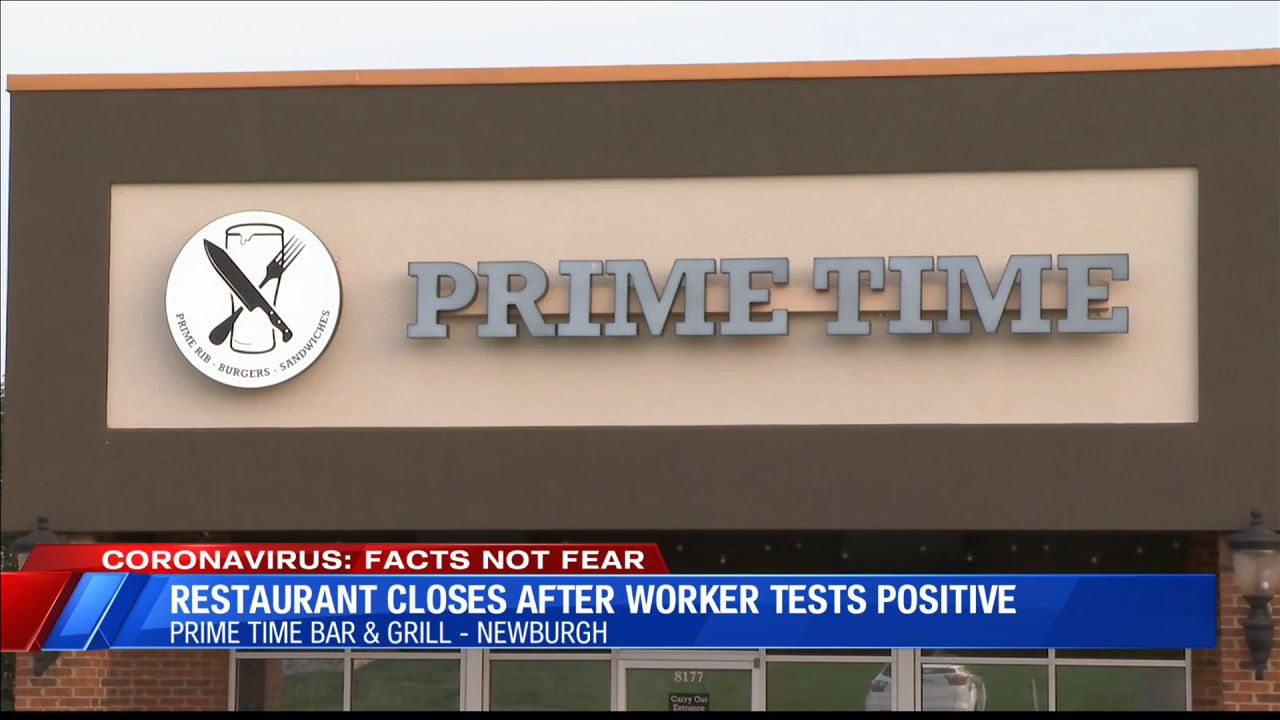 PRIME TIME
PRIME RIB - BURGERS - SANDWICHES
CORONAVIRUS: FACTS NOT FEAR
RESTAURANT CLOSES AFTER WORKER TESTS POSITIVE
PRIME TIME BAR & GRILL - NEWBURGH
8177
Carry Out
Entrance